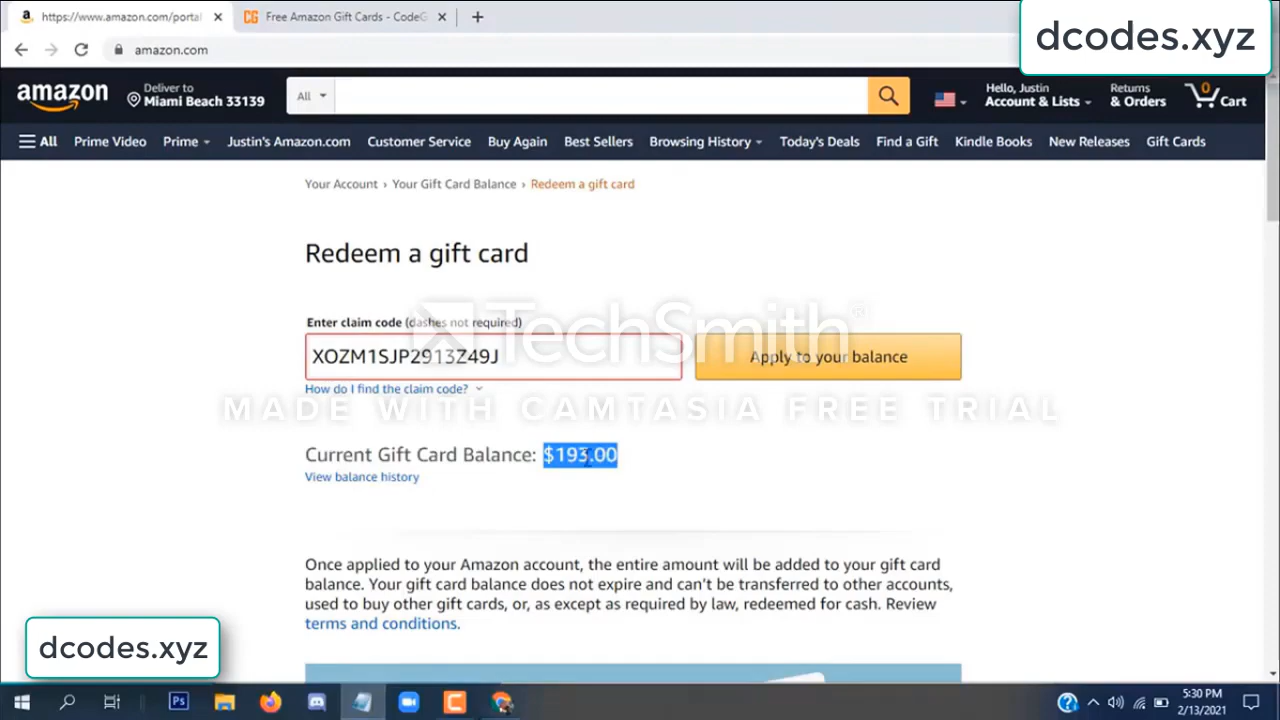 https://www.amazon.com/portal
Free Amazon Gift Cards - CodeG
dcodes.xyz
amazon.com
amazon
Deliver to
Miami Beach 33139
All
Hello, Justin
Account & Lists
Returns
& Orders
0
Cart
All
Prime Video
Prime
Justin's Amazon.com
Customer Service
Buy Again
Best Sellers
Browsing History
Today's Deals
Find a Gift
Kindle Books
New Releases
Gift Cards
Your Account › Your Gift Card Balance › Redeem a gift card
Redeem a gift card
Enter claim code (dashes not required)
TechSmith®
XOZM1SJP2913Z49J
Apply to your balance
How do I find the claim code?
MADE WITH CAMTASIA FREE TRIAL
Current Gift Card Balance: $193.00
View balance history
Once applied to your Amazon account, the entire amount will be added to your gift card
balance. Your gift card balance does not expire and can't be transferred to other accounts,
used to buy other gift cards, or, as except as required by law, redeemed for cash. Review
terms and conditions.
dcodes.xyz
Ps
5:30 PM
2/13/2021